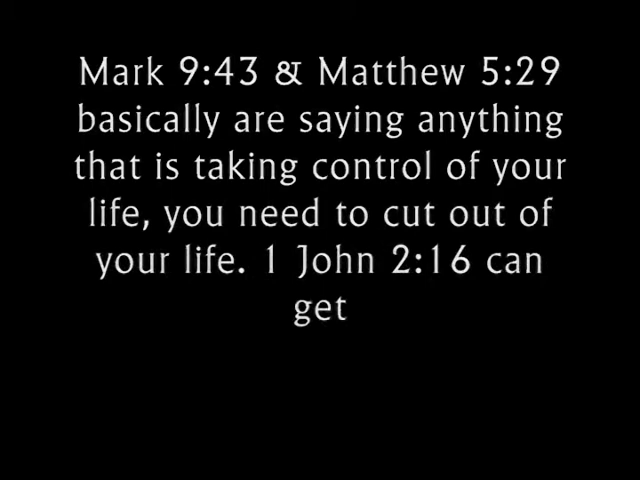 Mark 9:43 & Matthew 5:29
basically are saying anything
that is taking control of your
life, you need to cut out of
your life. 1 John 2:16 can
get